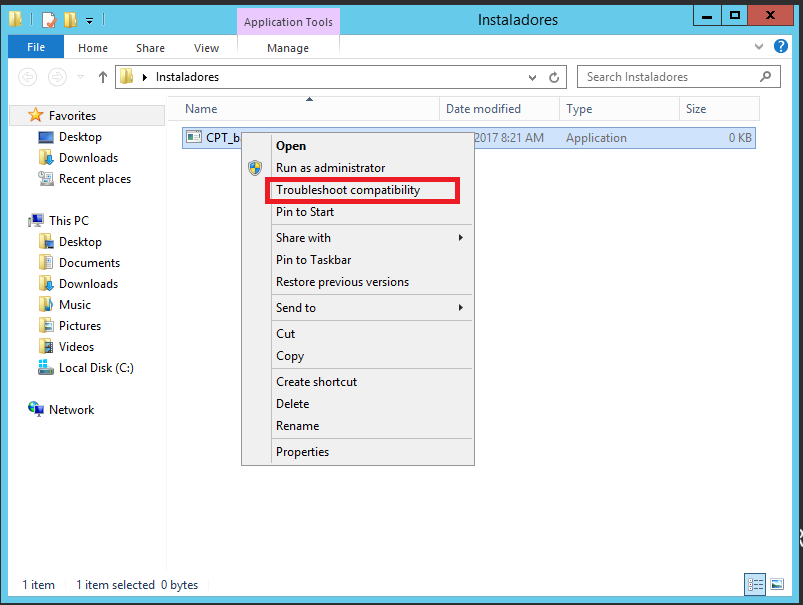 Application Tools
Instaladores
File Home Share View Manage
Instaladores
Search Instaladores
Name Date modified Type Size
Favorites
Desktop
Downloads
Recent places
This PC
Desktop
Documents
Downloads
Music
Pictures
Videos
Local Disk (C:)
Network
CPT_b 2017 8:21 AM Application 0 KB
Open
Run as administrator
Troubleshoot compatibility
Pin to Start
Share with
Pin to Taskbar
Restore previous versions
Send to
Cut
Copy
Create shortcut
Delete
Rename
Properties
1 item 1 item selected 0 bytes